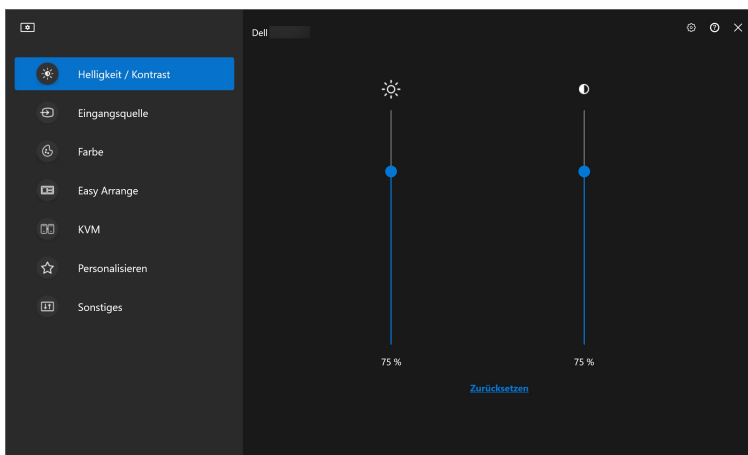 Dell
Helligkeit / Kontrast
Eingangsquelle
Farbe
Easy Arrange
KVM
Personalisieren
Sonstiges
75 %
75 %
Zurücksetzen